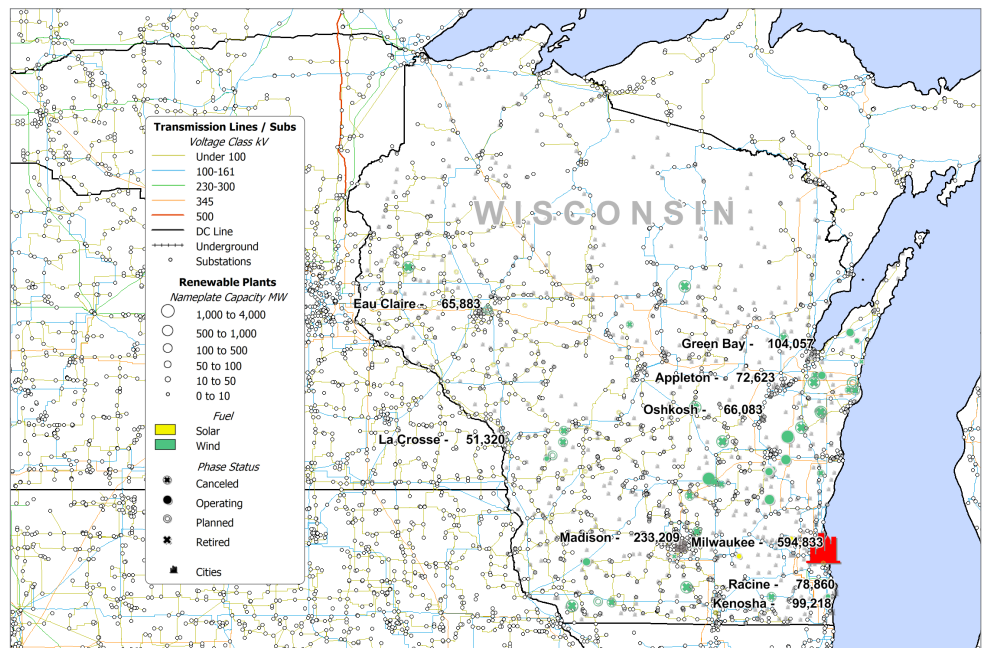 Transmission Lines / Subs
Voltage Class kV
Under 100
100-161
230-300
345
500
DC Line
Underground
Substations
Renewable Plants
Nameplate Capacity MW
1,000 to 4,000
500 to 1,000
100 to 500
50 to 100
10 to 50
0 to 10
Fuel
Solar
Wind
Phase Status
Canceled
Operating
Planned
Retired
Cities
WISCONSIN
Eau Claire - 65,883
Green Bay - 104,057
Appleton - 72,623
Oshkosh - 66,083
La Crosse - 51,320
Madison - 233,209
Milwaukee - 594,833
Racine - 78,860
Kenosha - 99,218